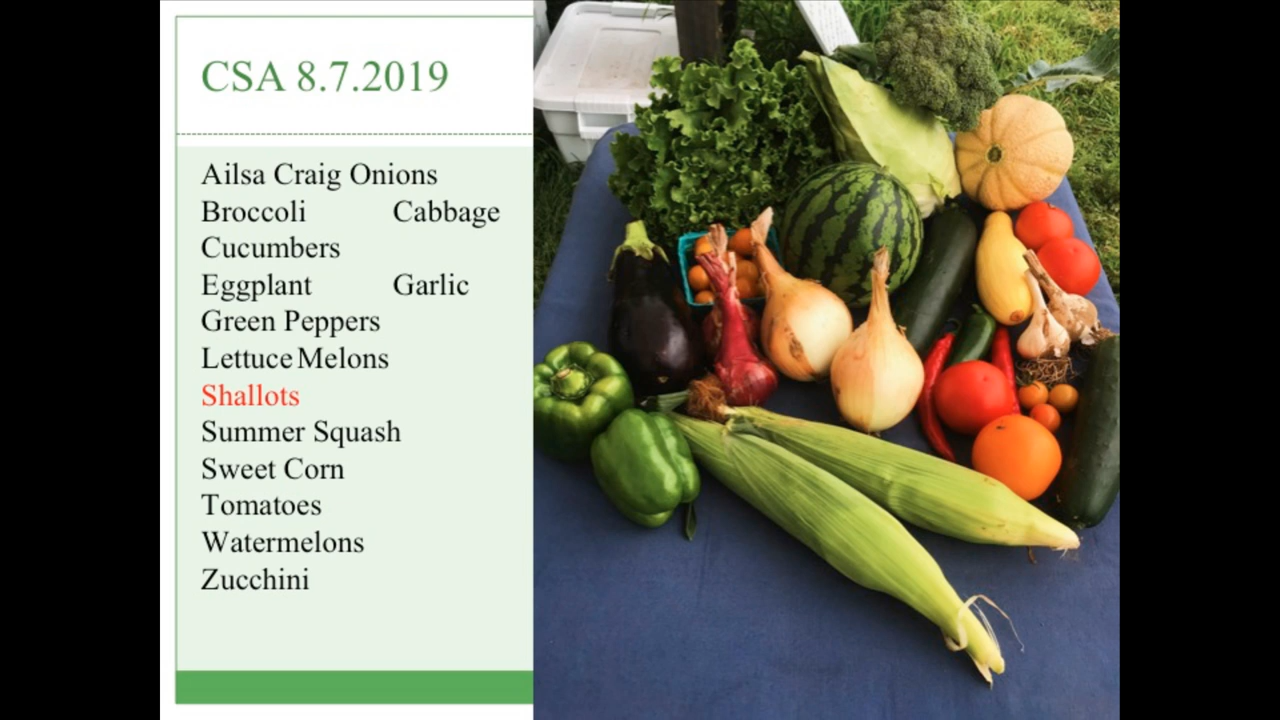 CSA 8.7.2019
Ailsa Craig Onions
Broccoli Cabbage
Cucumbers
Eggplant Garlic
Green Peppers
Lettuce Melons
Shallots
Summer Squash
Sweet Corn
Tomatoes
Watermelons
Zucchini